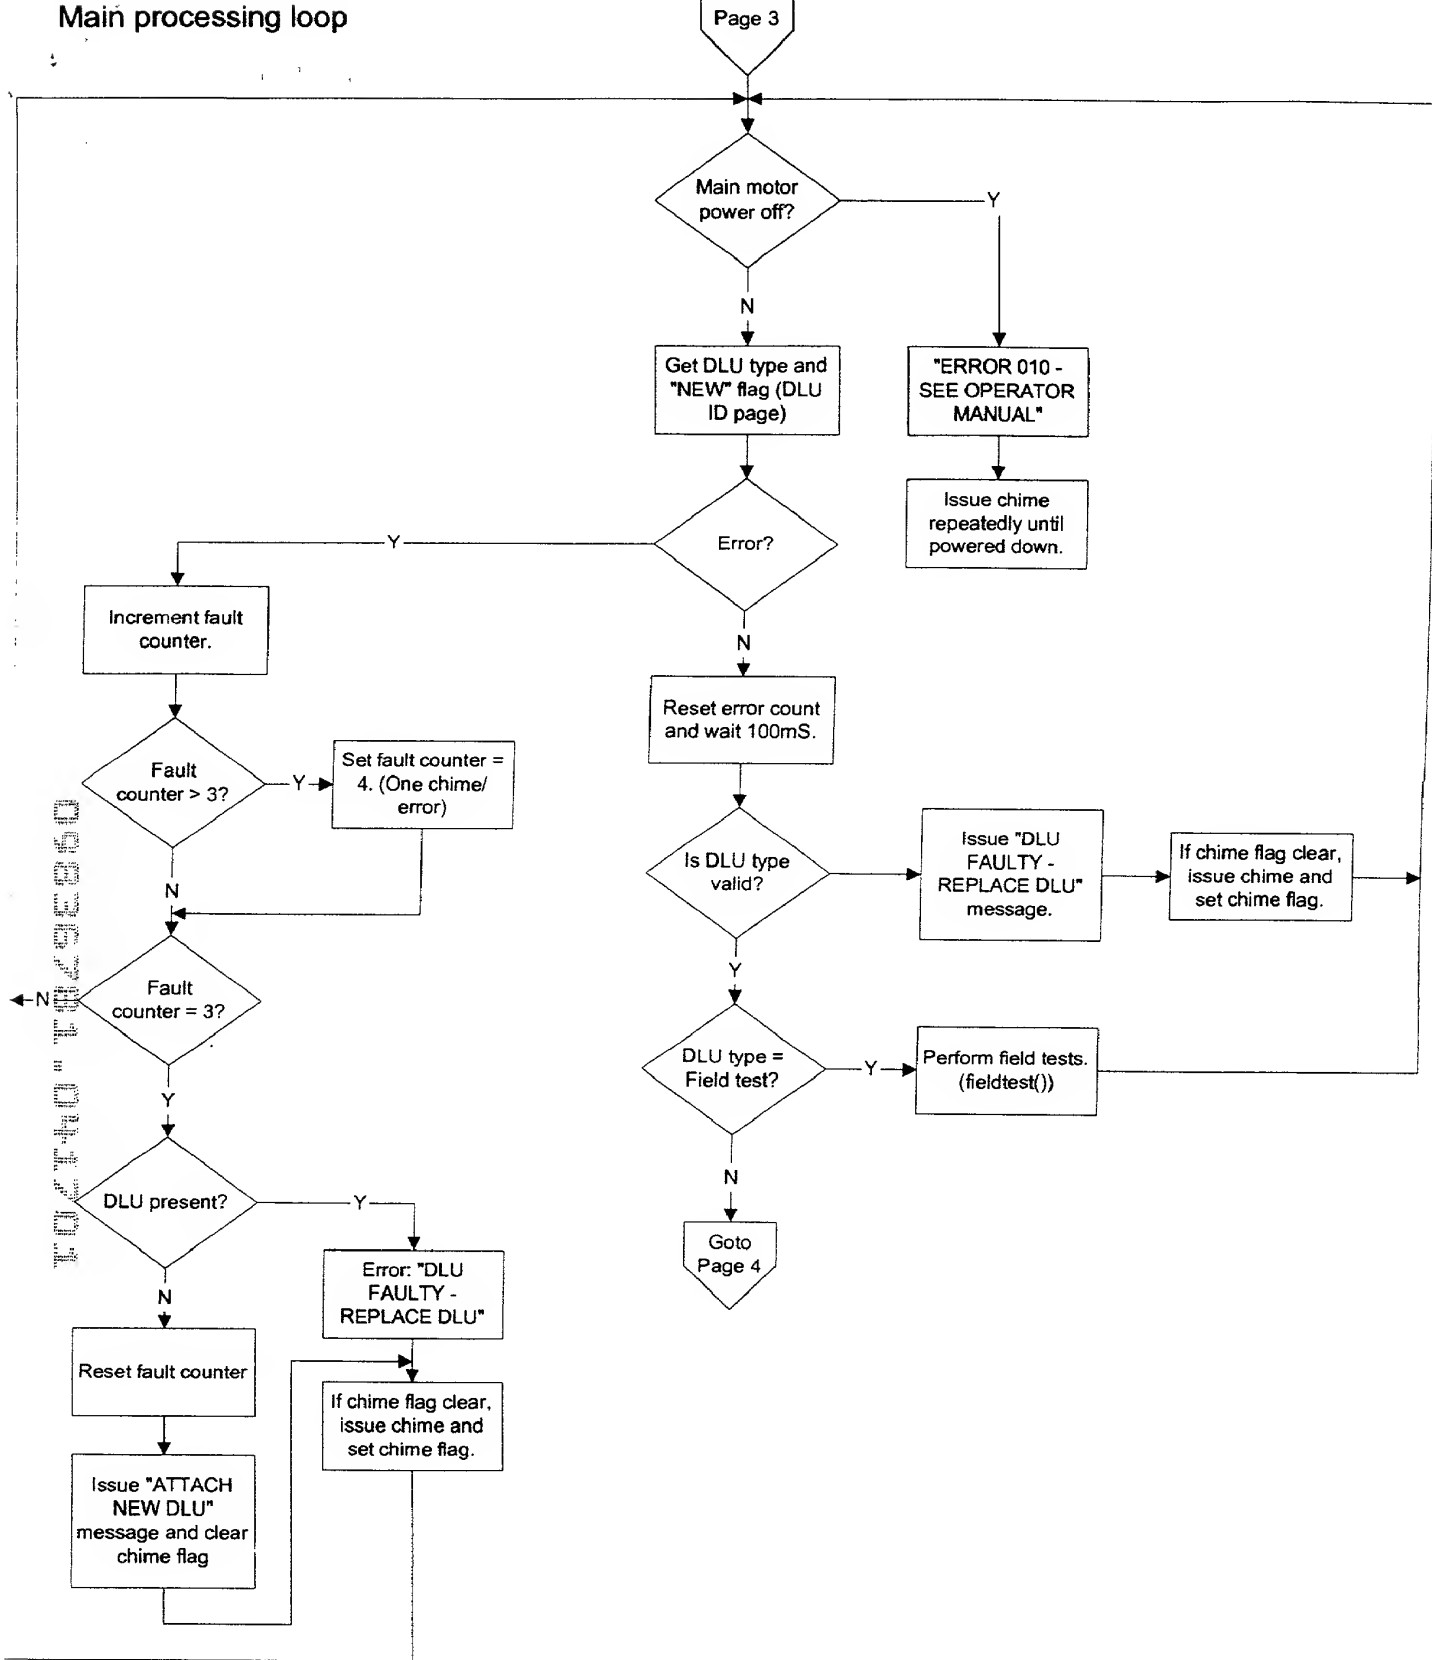 Main processing loop
Page 3
Main motor
power off?
Y
N
Get DLU type and
"NEW" flag (DLU
ID page)
"ERROR 010 -
SEE OPERATOR
MANUAL"
Issue chime
repeatedly until
powered down.
Error?
Y
N
Increment fault
counter.
Reset error count
and wait 100mS.
Fault
counter > 3?
Y
Set fault counter =
4. (One chime/
error)
N
Is DLU type
valid?
Issue "DLU
FAULTY -
REPLACE DLU"
message.
If chime flag clear,
issue chime and
set chime flag.
Y
Fault
counter = 3?
N
Y
DLU type =
Field test?
Y
Perform field tests.
(fieldtest())
N
Goto
Page 4
DLU present?
Y
N
Error: "DLU
FAULTY -
REPLACE DLU"
Reset fault counter
If chime flag clear,
issue chime and
set chime flag.
Issue "ATTACH
NEW DLU"
message and clear
chime flag
09836781.041701